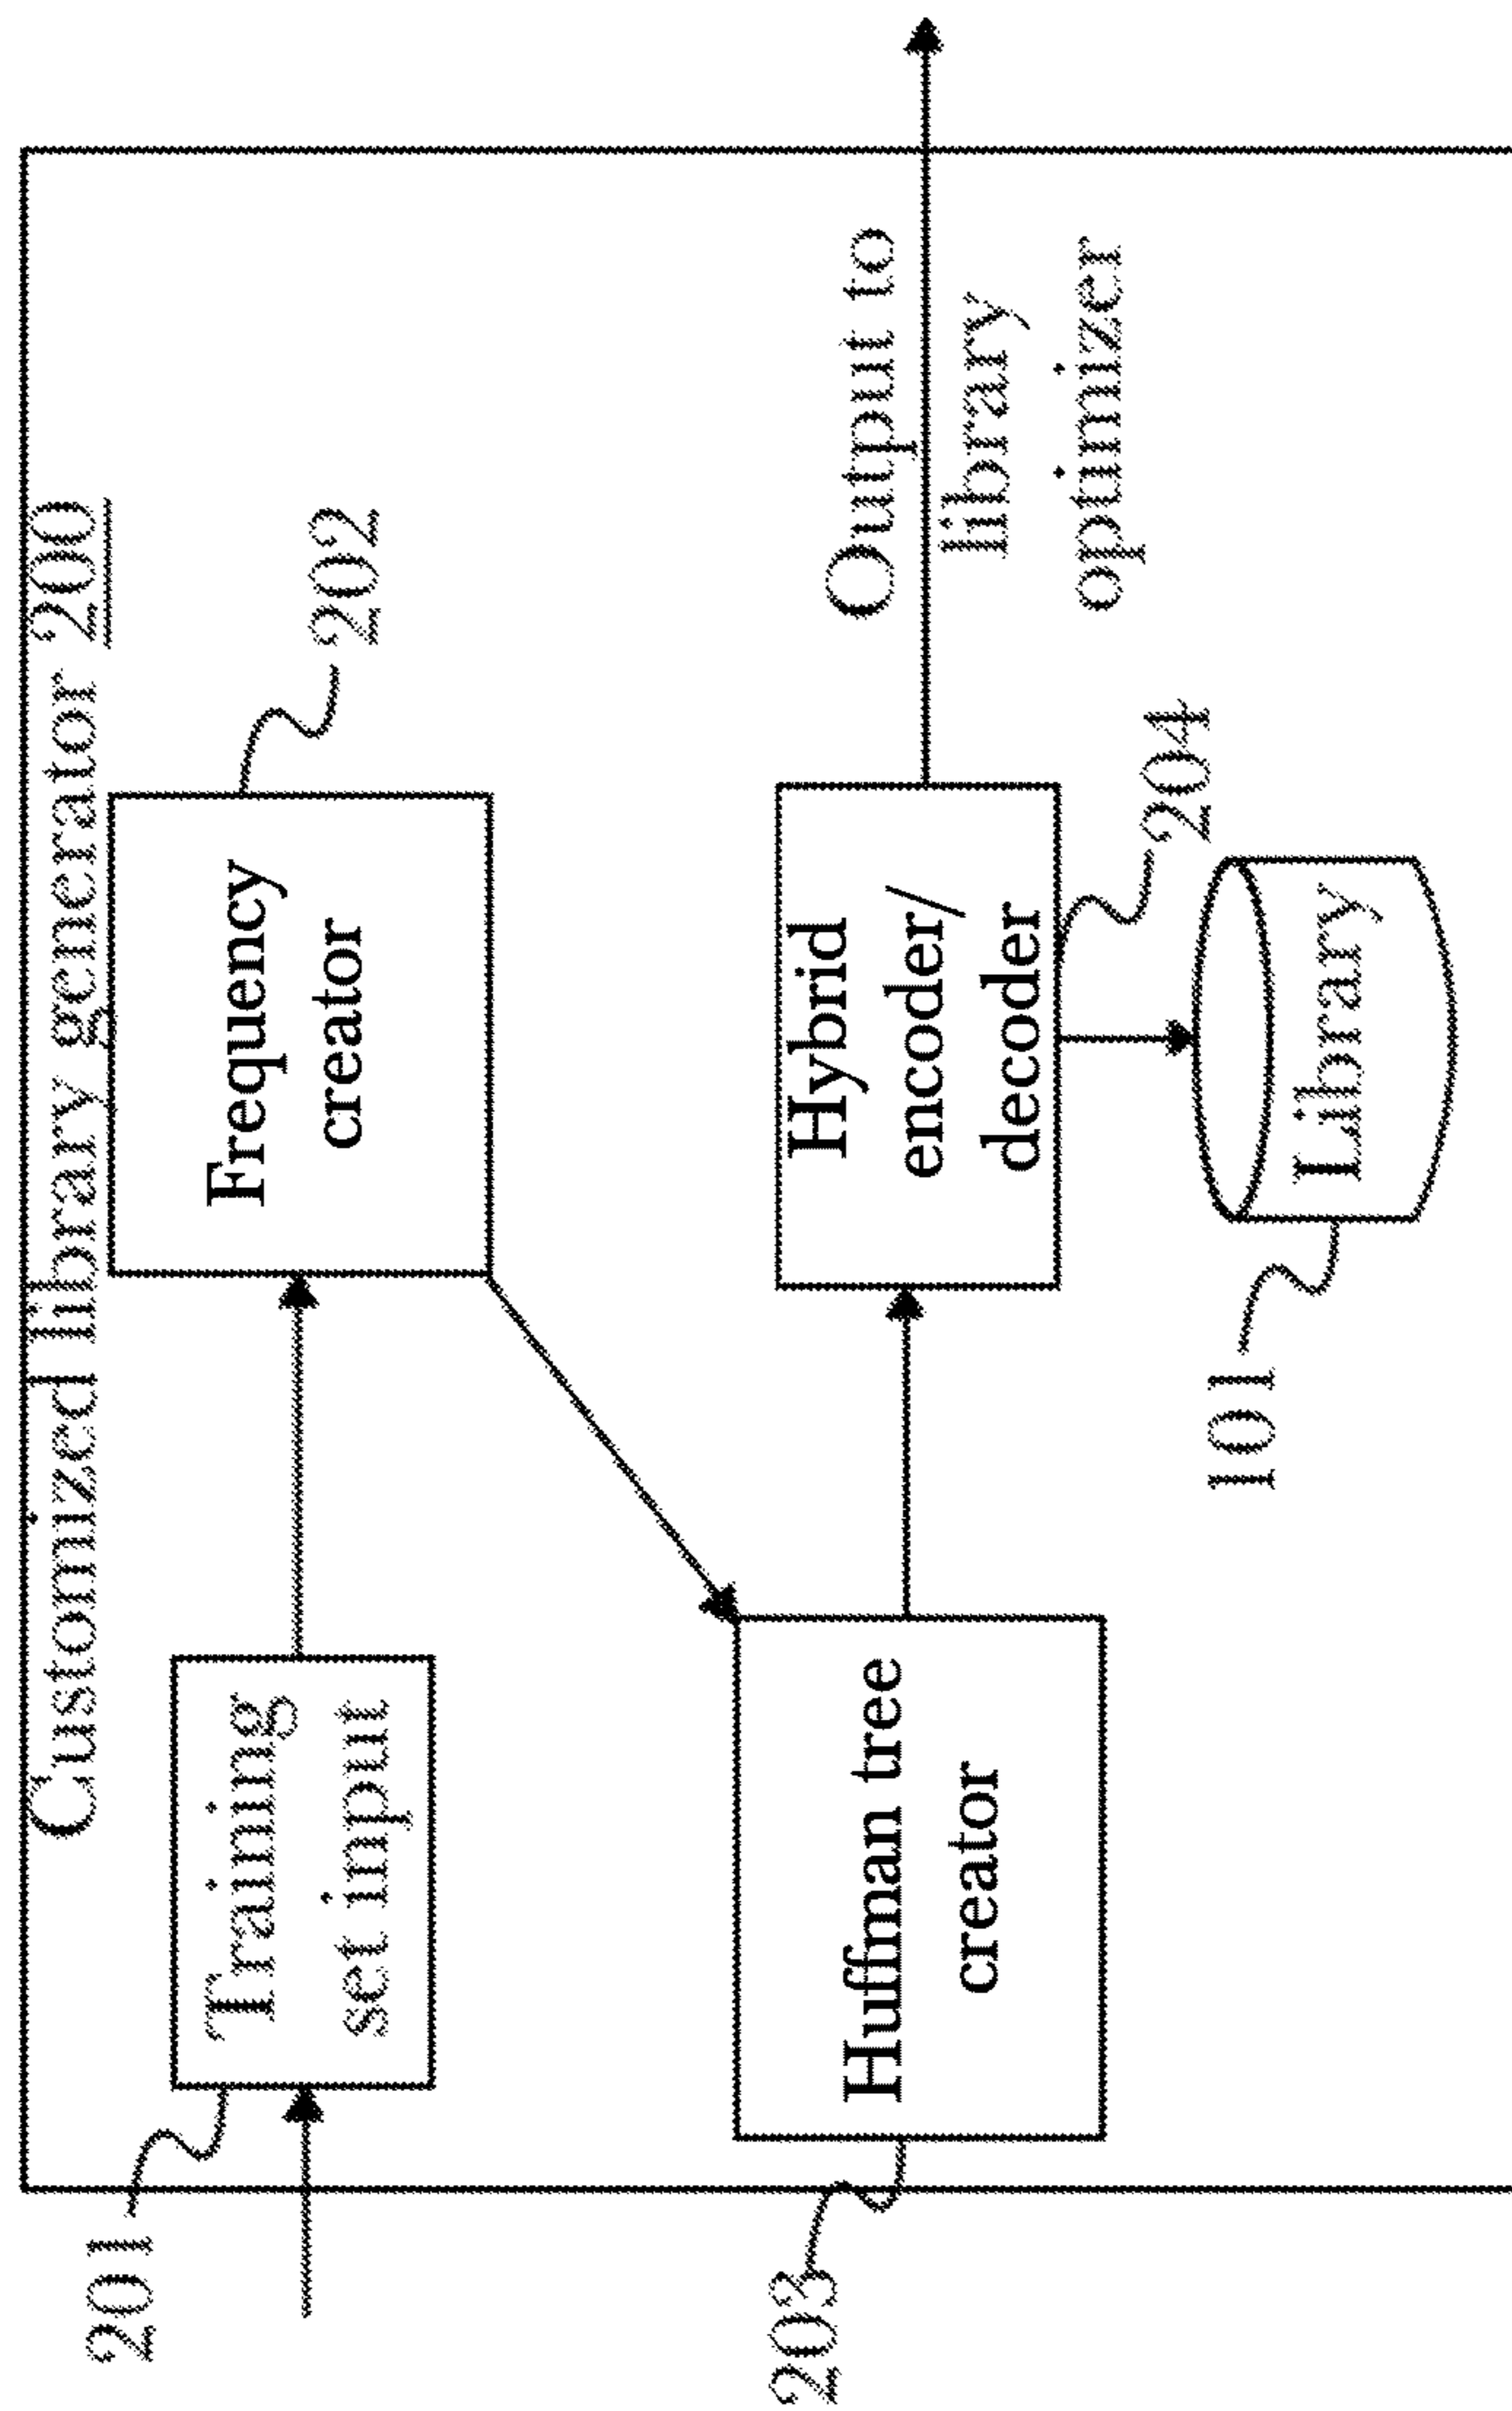 Customized library generator 200
201
Training
set input
Frequency
creator
202
203
Huffman tree
creator
Hybrid
encoder/
decoder
204
Output to
library
optimizer
101
Library